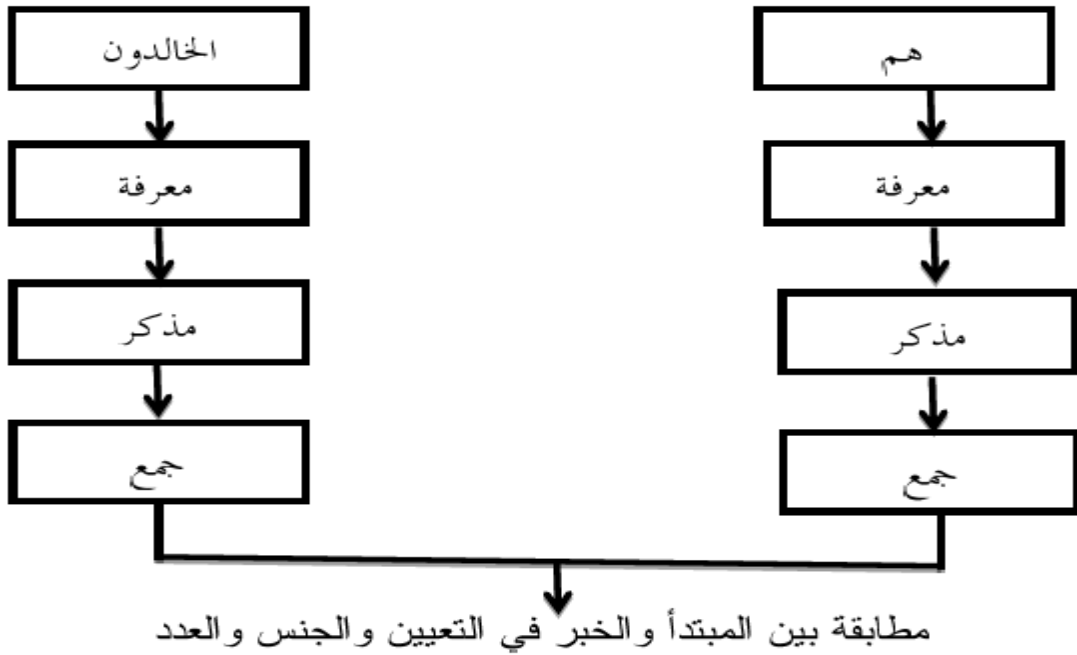 هم
الخالدون
معرفة
معرفة
مذكر
مذكر
جمع
جمع
مطابقة بين المبتدأ والخبر في التعيين والجنس والعدد